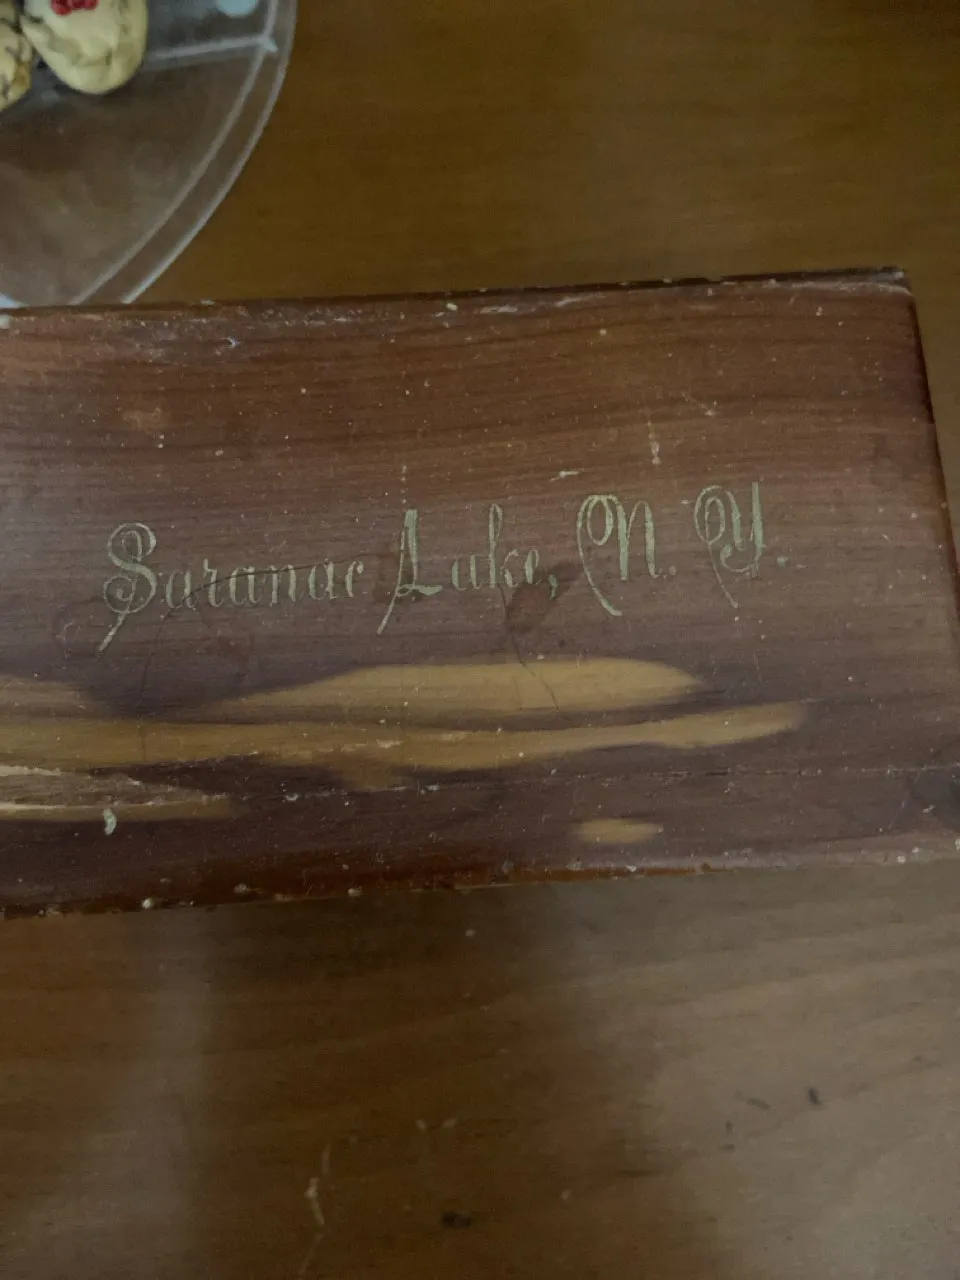 Saranac Lake, N. Y.